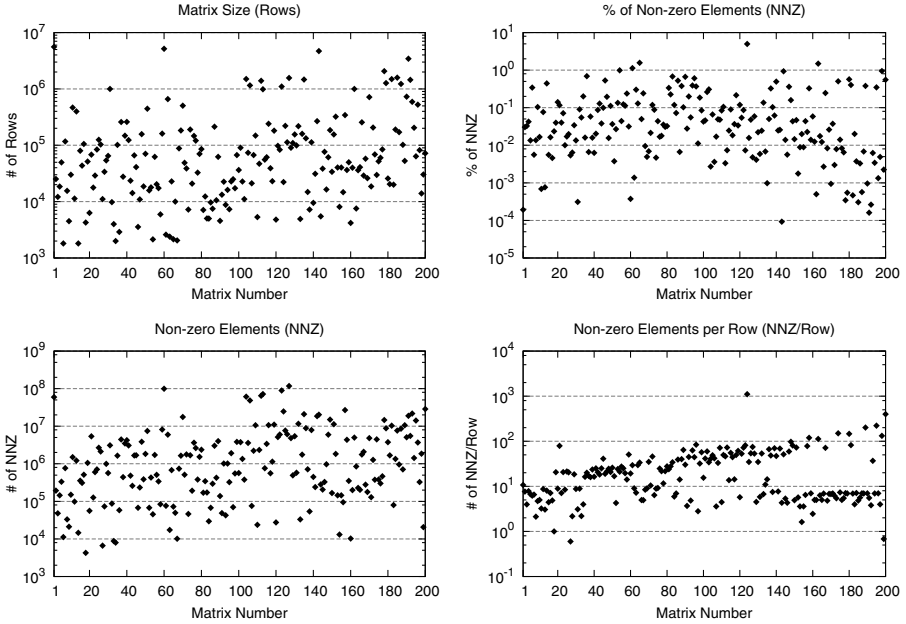 Matrix Size (Rows)
10^7
10^6
10^5
10^4
10^3
# of Rows
1 20 40 60 80 100 120 140 160 180 200
Matrix Number
% of Non-zero Elements (NNZ)
10^1
10^0
10^-1
10^-2
10^-3
10^-4
10^-5
% of NNZ
1 20 40 60 80 100 120 140 160 180 200
Matrix Number
Non-zero Elements (NNZ)
10^9
10^8
10^7
10^6
10^5
10^4
10^3
# of NNZ
1 20 40 60 80 100 120 140 160 180 200
Matrix Number
Non-zero Elements per Row (NNZ/Row)
10^4
10^3
10^2
10^1
10^0
10^-1
# of NNZ/Row
1 20 40 60 80 100 120 140 160 180 200
Matrix Number